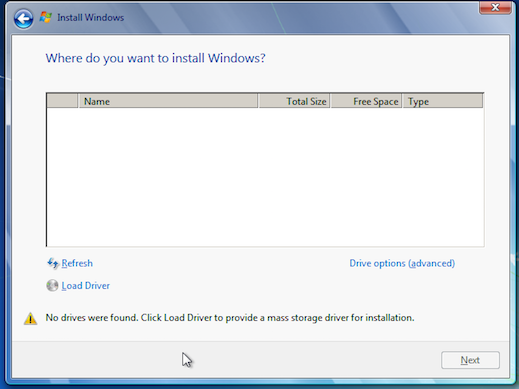 Install Windows
Where do you want to install Windows?
Name Total Size Free Space Type
Refresh Drive options (advanced)
Load Driver
No drives were found. Click Load Driver to provide a mass storage driver for installation.
Next